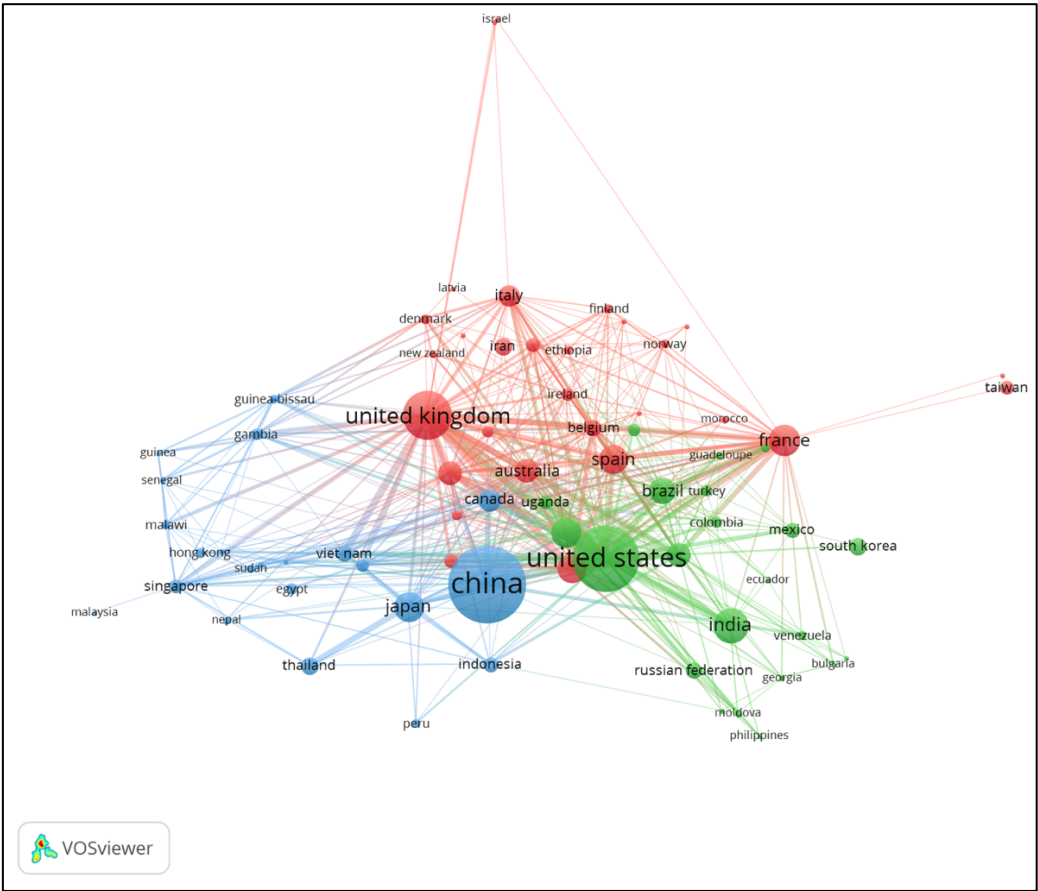 israel
latvia
italy
finland
denmark
iran
ethiopia
norway
new zealand
taiwan
ireland
guinea-bissau
united kingdom
morocco
belgium
gambia
france
guinea
spain
guadeloupe
australia
senegal
canada
uganda
brazil
turkey
malawi
colombia
mexico
south korea
hong kong
viet nam
united states
sudan
singapore
egypt
china
ecuador
malaysia
nepal
japan
india
venezuela
thailand
indonesia
russian federation
bulgaria
georgia
moldova
peru
philippines
VOSviewer